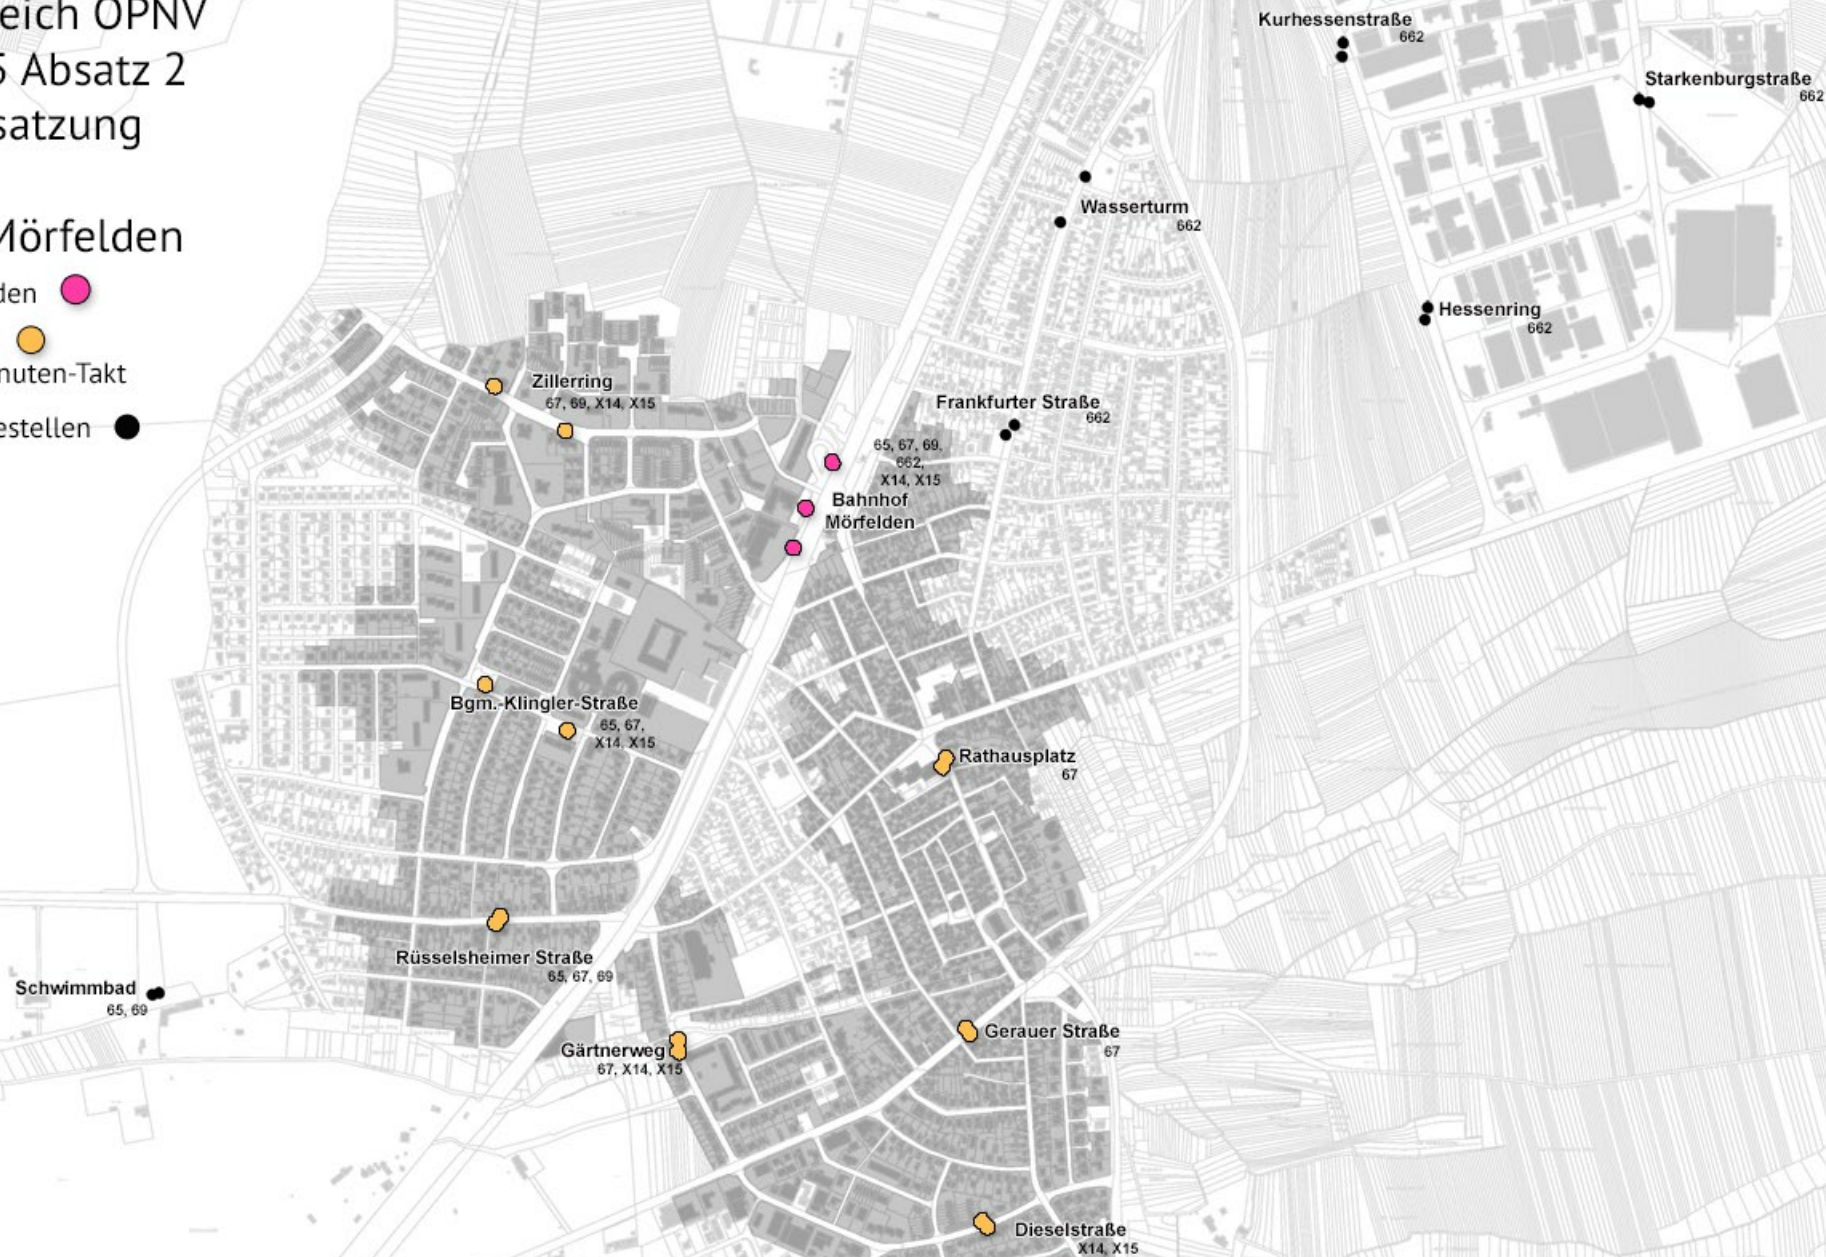 eich ÖPNV
5 Absatz 2
satzung
Mörfelden
den
nuten-Takt
estellen
Kurhessenstraße
662
Starkenburgstraße
662
Wasserturm
662
Hessenring
662
Zillerring
67, 69, X14, X15
Frankfurter Straße
662
65, 67, 69,
662,
X14, X15
Bahnhof
Mörfelden
Bgm.-Klingler-Straße
65, 67,
X14, X15
Rathausplatz
67
Rüsselsheimer Straße
65, 67, 69
Schwimmbad
65, 69
Gärtnerweg
67, X14, X15
Gerauer Straße
67
Dieselstraße
X14, X15